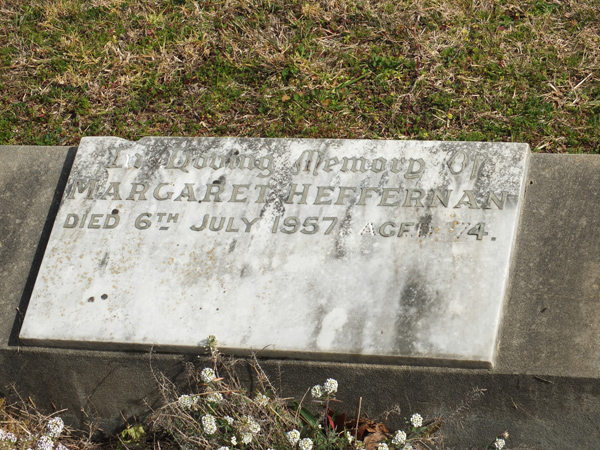 In Loving Memory Of
MARGARET HEFFERNAN
DIED 6TH JULY 1957 AGED 74.